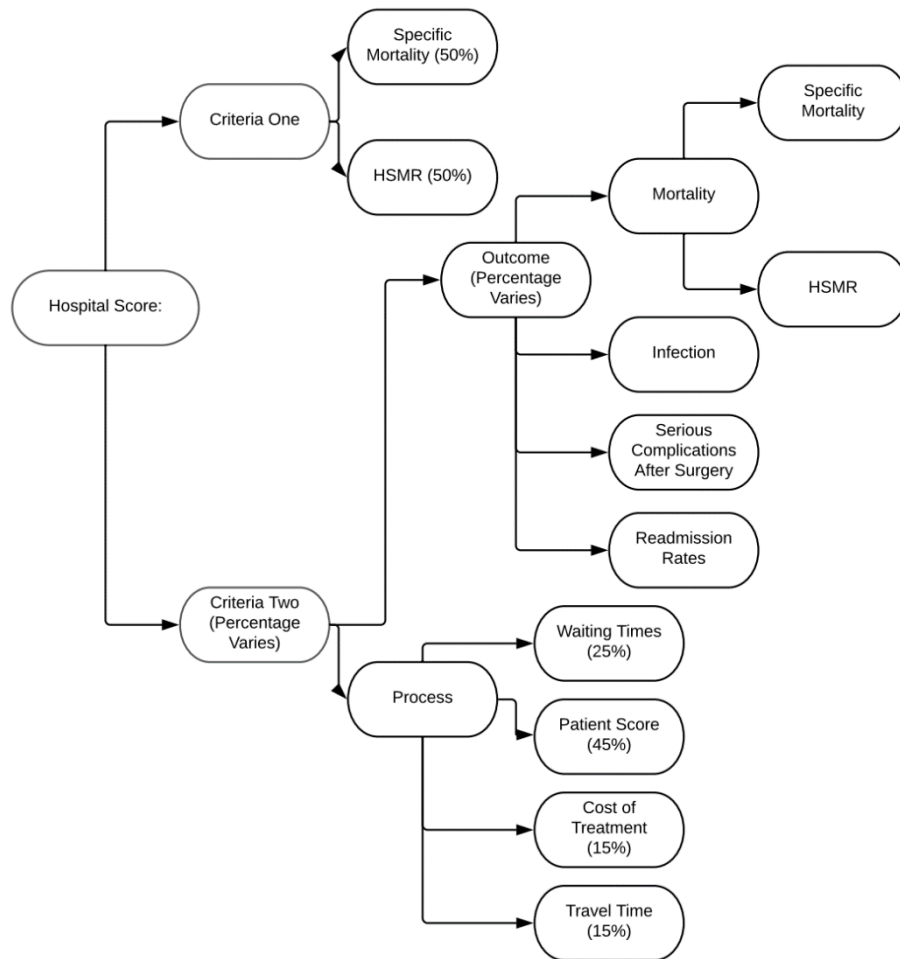 Specific
Mortality (50%)
Criteria One
HSMR (50%)
Specific
Mortality
Mortality
HSMR
Hospital Score:
Outcome
(Percentage
Varies)
Infection
Serious
Complications
After Surgery
Readmission
Rates
Criteria Two
(Percentage
Varies)
Process
Waiting Times
(25%)
Patient Score
(45%)
Cost of
Treatment
(15%)
Travel Time
(15%)